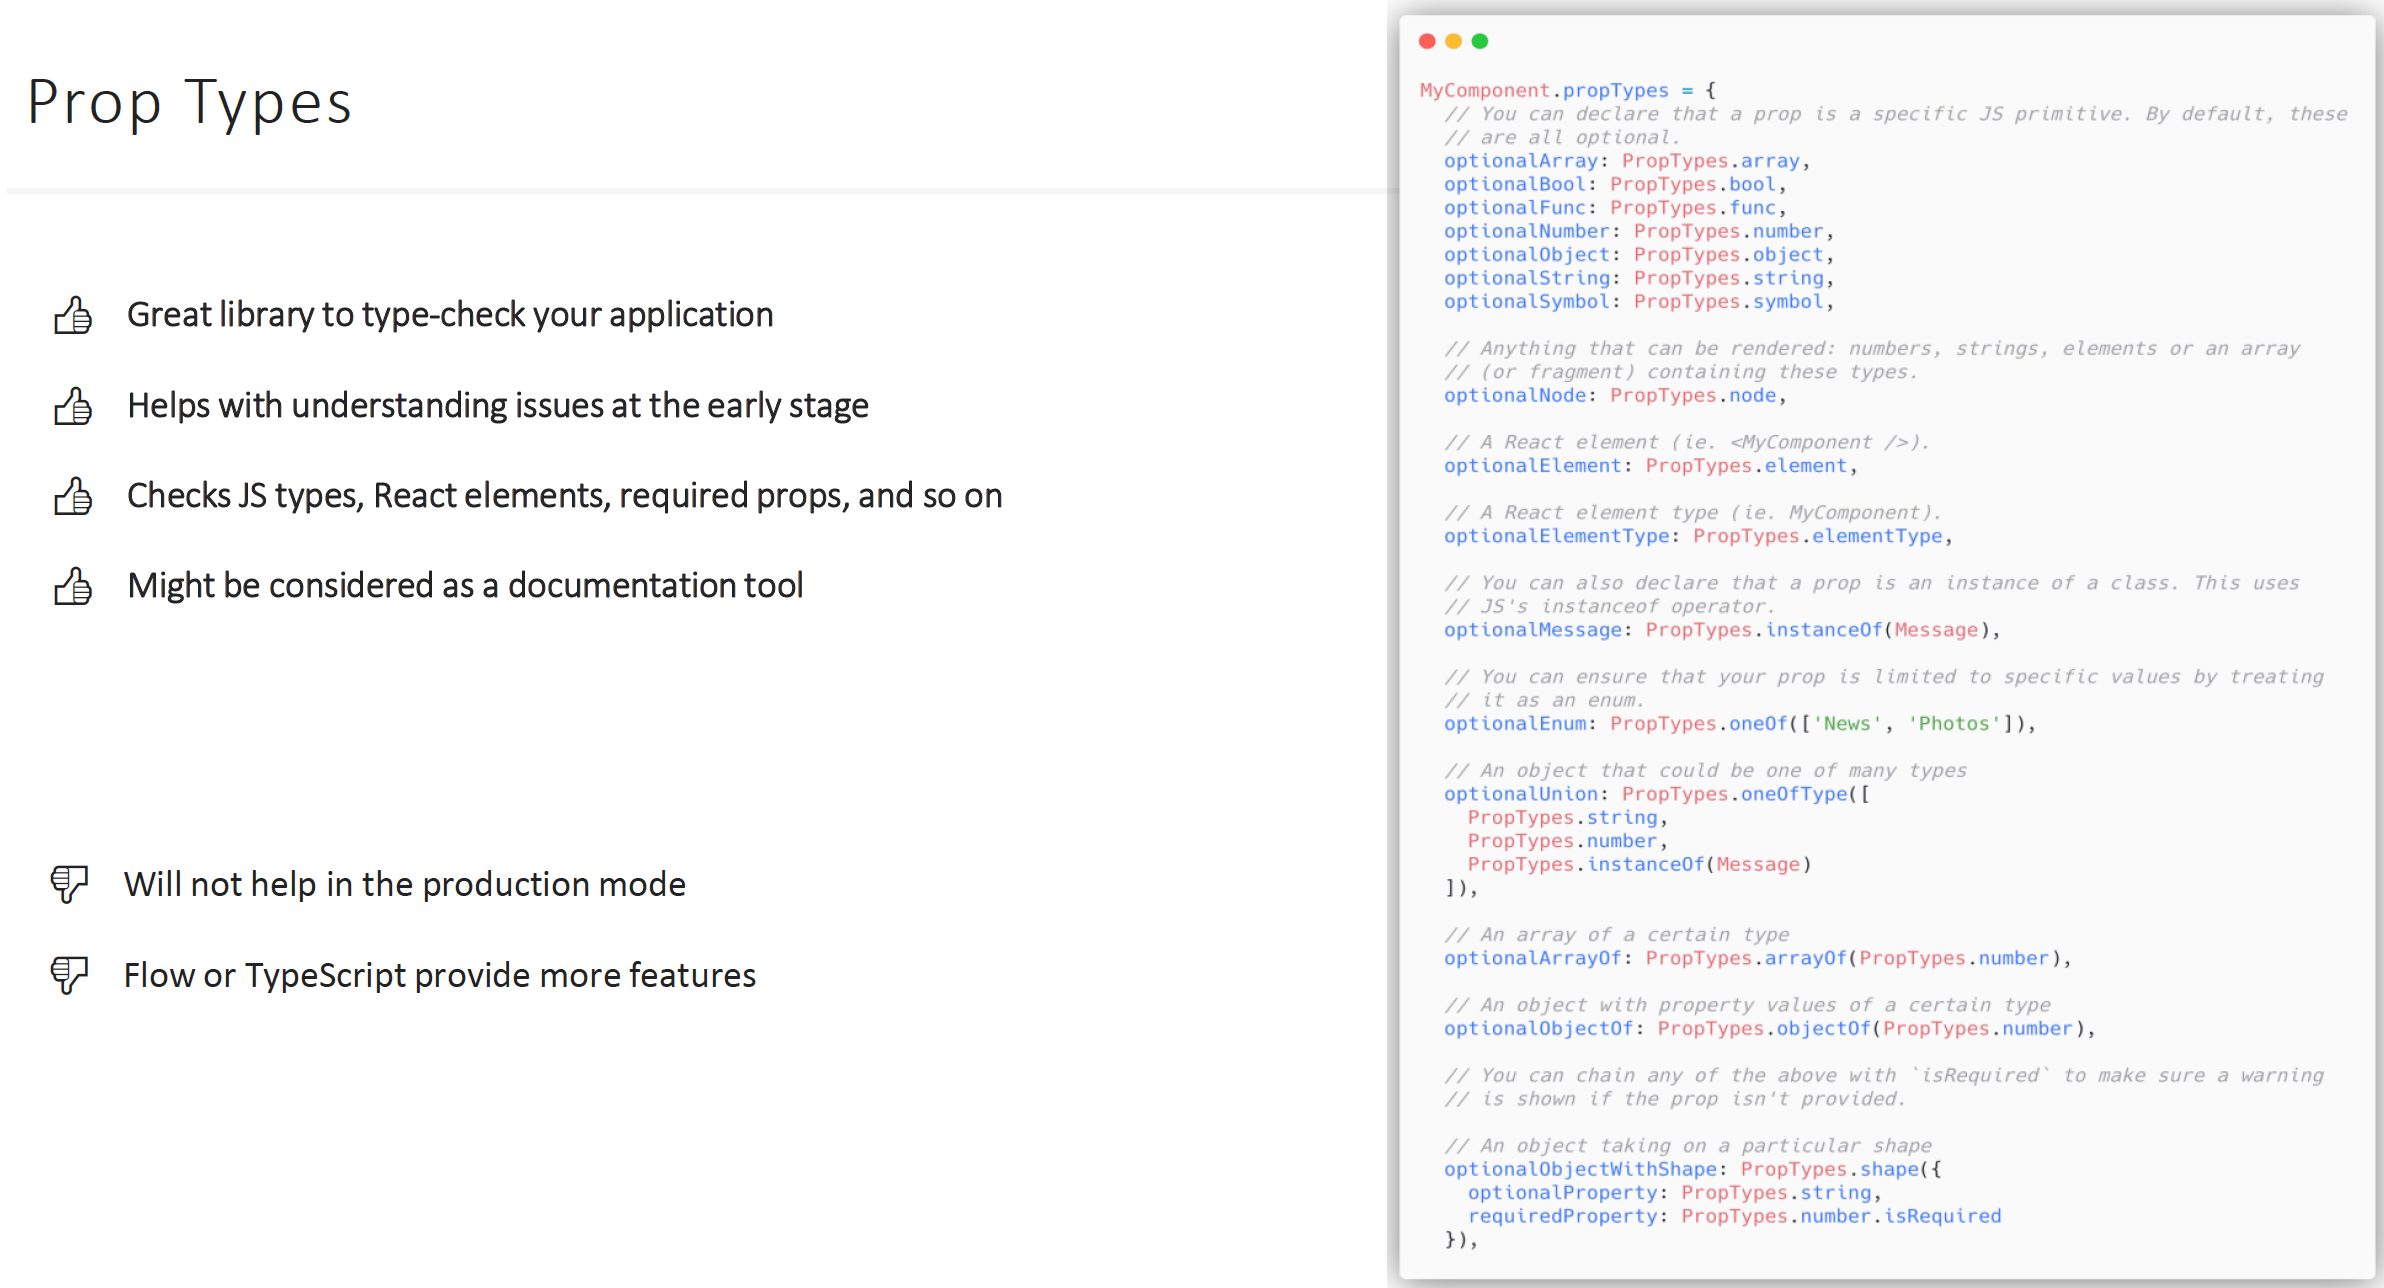 Prop Types
Great library to type-check your application
Helps with understanding issues at the early stage
Checks JS types, React elements, required props, and so on
Might be considered as a documentation tool
Will not help in the production mode
Flow or TypeScript provide more features
MyComponent.propTypes = {
  // You can declare that a prop is a specific JS primitive. By default, these
  // are all optional.
  optionalArray: PropTypes.array,
  optionalBool: PropTypes.bool,
  optionalFunc: PropTypes.func,
  optionalNumber: PropTypes.number,
  optionalObject: PropTypes.object,
  optionalString: PropTypes.string,
  optionalSymbol: PropTypes.symbol,
  // Anything that can be rendered: numbers, strings, elements or an array
  // (or fragment) containing these types.
  optionalNode: PropTypes.node,
  // A React element (ie. <MyComponent />).
  optionalElement: PropTypes.element,
  // A React element type (ie. MyComponent).
  optionalElementType: PropTypes.elementType,
  // You can also declare that a prop is an instance of a class. This uses
  // JS's instanceof operator.
  optionalMessage: PropTypes.instanceOf(Message),
  // You can ensure that your prop is limited to specific values by treating
  // it as an enum.
  optionalEnum: PropTypes.oneOf(['News', 'Photos']),
  // An object that could be one of many types
  optionalUnion: PropTypes.oneOfType([
    PropTypes.string,
    PropTypes.number,
    PropTypes.instanceOf(Message)
  ]),
  // An array of a certain type
  optionalArrayOf: PropTypes.arrayOf(PropTypes.number),
  // An object with property values of a certain type
  optionalObjectOf: PropTypes.objectOf(PropTypes.number),
  // You can chain any of the above with `isRequired` to make sure a warning
  // is shown if the prop isn't provided.
  // An object taking on a particular shape
  optionalObjectWithShape: PropTypes.shape({
    optionalProperty: PropTypes.string,
    requiredProperty: PropTypes.number.isRequired
  }),